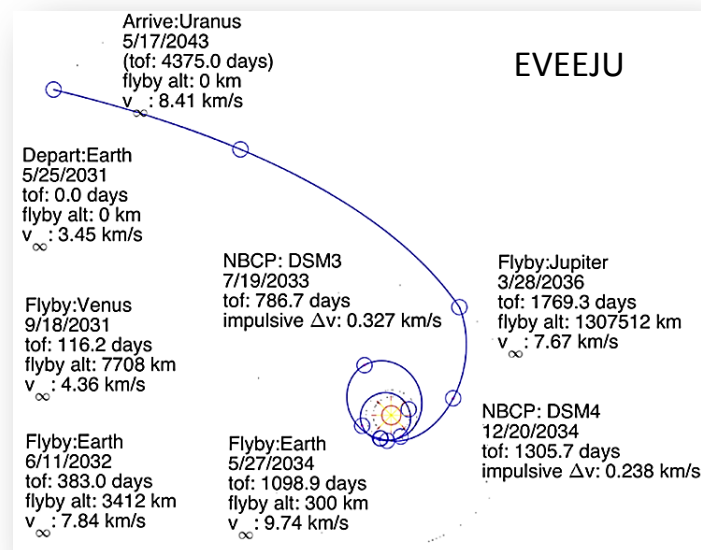 Arrive:Uranus
5/17/2043
(tof: 4375.0 days)
flyby alt: 0 km
v∞: 8.41 km/s
EVEEJU
Depart:Earth
5/25/2031
tof: 0.0 days
flyby alt: 0 km
v∞: 3.45 km/s
NBCP: DSM3
7/19/2033
tof: 786.7 days
impulsive Δv: 0.327 km/s
Flyby:Jupiter
3/28/2036
tof: 1769.3 days
flyby alt: 1307512 km
v∞: 7.67 km/s
Flyby:Venus
9/18/2031
tof: 116.2 days
flyby alt: 7708 km
v∞: 4.36 km/s
NBCP: DSM4
12/20/2034
tof: 1305.7 days
impulsive Δv: 0.238 km/s
Flyby:Earth
6/11/2032
tof: 383.0 days
flyby alt: 3412 km
v∞: 7.84 km/s
Flyby:Earth
5/27/2034
tof: 1098.9 days
flyby alt: 300 km
v∞: 9.74 km/s